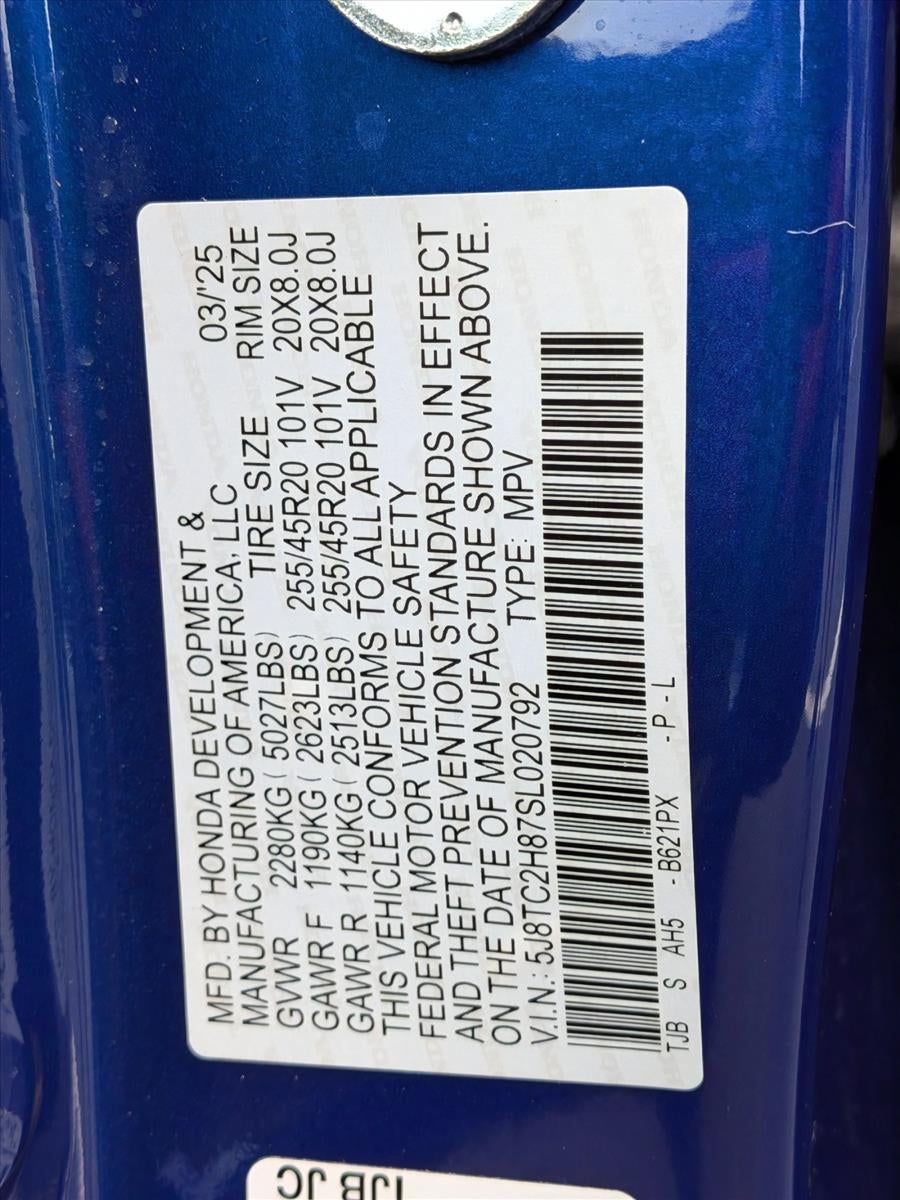 MFD. BY HONDA DEVELOPMENT & 03/'25
MANUFACTURING OF AMERICA, LLC
TIRE SIZE RIM SIZE
GVWR 2280KG ( 5027LBS)
GAWR F 1190KG ( 2623LBS) 255/45R20 101V 20X8.0J
GAWR R 1140KG ( 2513LBS) 255/45R20 101V 20X8.0J
THIS VEHICLE CONFORMS TO ALL APPLICABLE
FEDERAL MOTOR VEHICLE SAFETY
AND THEFT PREVENTION STANDARDS IN EFFECT
ON THE DATE OF MANUFACTURE SHOWN ABOVE.
V.I.N.: 5J8TC2H87SL020792 TYPE: MPV
TJB S AH5 - B621PX - P - L